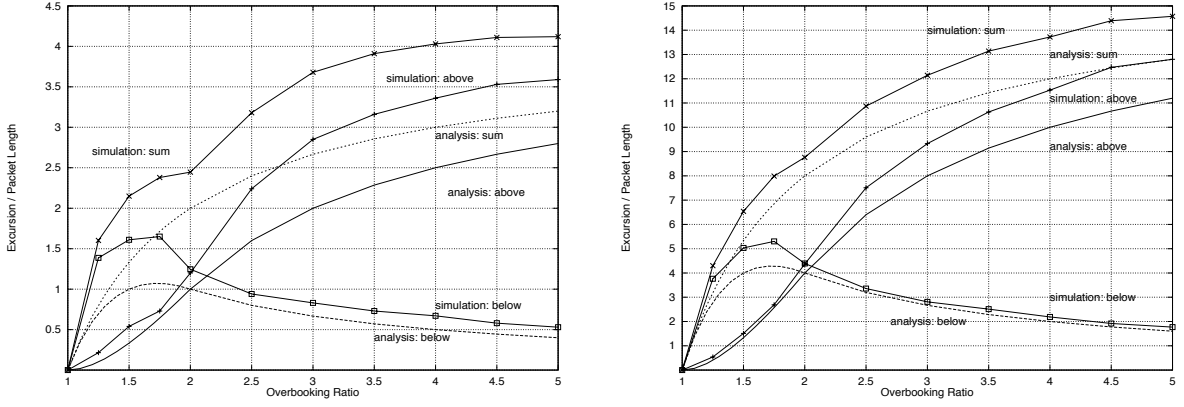 4.5
4
3.5
3
2.5
2
1.5
1
0.5
Excursion / Packet Length
simulation: above
simulation: sum
analysis: sum
analysis: above
simulation: below
analysis: below
1 1.5 2 2.5 3 3.5 4 4.5 5
Overbooking Ratio
15
14
13
12
11
10
9
8
7
6
5
4
3
2
1
Excursion / Packet Length
simulation: sum
analysis: sum
simulation: above
analysis: above
simulation: below
analysis: below
1 1.5 2 2.5 3 3.5 4 4.5 5
Overbooking Ratio